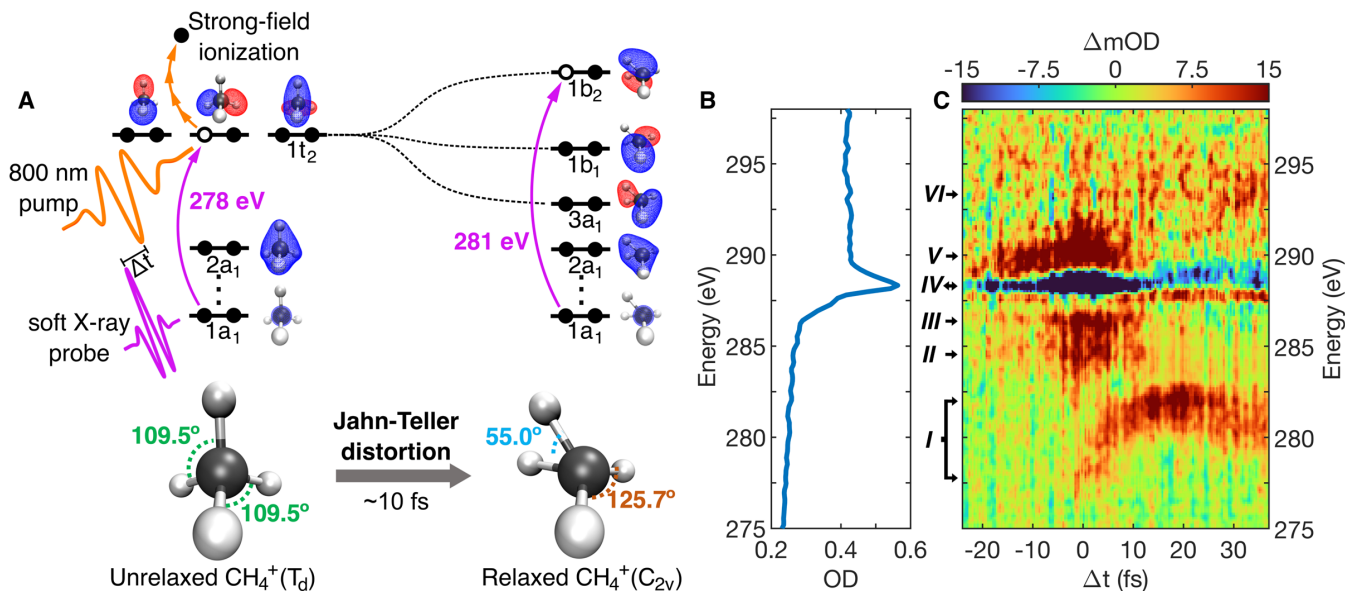 A
Strong-field
ionization
800 nm
pump
Δt
soft X-ray
probe
278 eV
1t2
2a1
1a1
281 eV
1b2
1b1
3a1
2a1
1a1
109.5º
109.5º
Jahn-Teller
distortion
~10 fs
55.0º
125.7º
Unrelaxed CH4+(Td)
Relaxed CH4+(C2v)
B
Energy (eV)
295
290
285
280
275
0.2 0.4 0.6
OD
C
ΔmOD
-15 -7.5 0 7.5 15
VI
V
IV
III
II
I
295
290
285
280
275
Energy (eV)
-20 -10 0 10 20 30
Δt (fs)